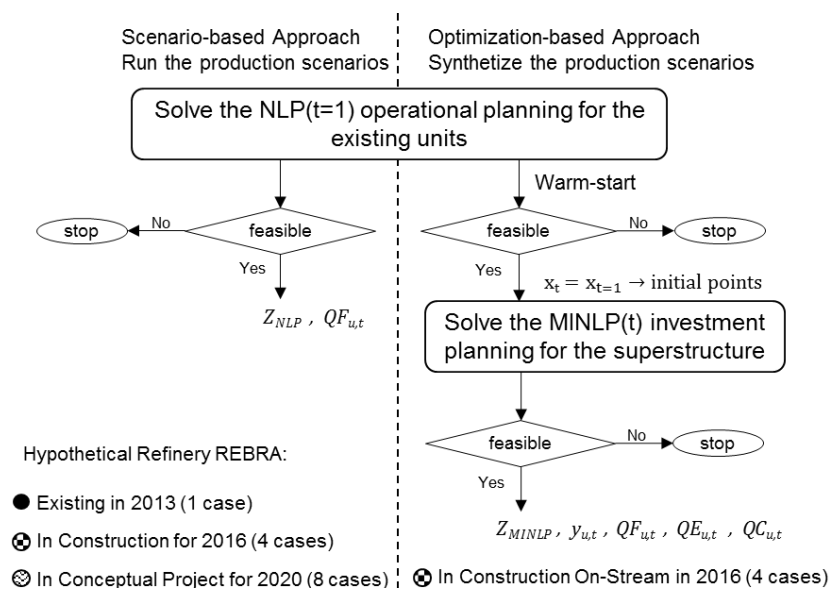 Scenario-based Approach
Run the production scenarios
Optimization-based Approach
Synthetize the production scenarios
Solve the NLP(t=1) operational planning for the
existing units
Warm-start
stop
No
feasible
Yes
Z_{NLP} , QF_{u,t}
feasible
No
stop
Yes
x_t = x_{t=1} → initial points
Solve the MINLP(t) investment
planning for the superstructure
feasible
No
stop
Yes
Z_{MINLP}, y_{u,t}, QF_{u,t}, QE_{u,t}, QC_{u,t}
Hypothetical Refinery REBRA:
Existing in 2013 (1 case)
In Construction for 2016 (4 cases)
In Conceptual Project for 2020 (8 cases)
In Construction On-Stream in 2016 (4 cases)